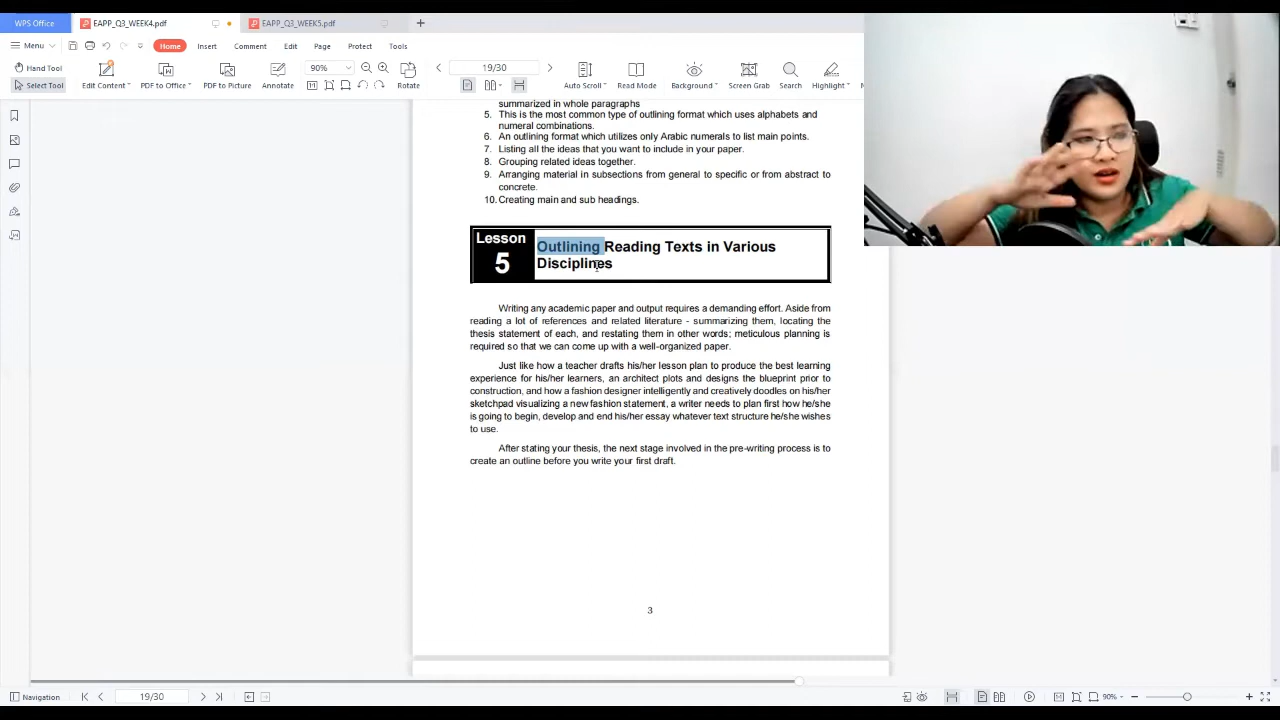 WPS Office EAPP_Q3_WEEK4.pdf EAPP_Q3_WEEK5.pdf
Menu Home Insert Comment Edit Page Protect Tools
Hand Tool 90% 19/30
Select Tool Edit Content PDF to Office PDF to Picture Annotate Rotate Auto Scroll Read Mode Background Screen Grab Search Highlight
summarized in whole paragraphs
5. This is the most common type of outlining format which uses alphabets and
numeral combinations.
6. An outlining format which utilizes only Arabic numerals to list main points.
7. Listing all the ideas that you want to include in your paper.
8. Grouping related ideas together.
9. Arranging material in subsections from general to specific or from abstract to
concrete.
10. Creating main and sub headings.
Lesson
5
Outlining Reading Texts in Various
Disciplines
Writing any academic paper and output requires a demanding effort. Aside from
reading a lot of references and related literature - summarizing them, locating the
thesis statement of each, and restating them in other words; meticulous planning is
required so that we can come up with a well-organized paper.
Just like how a teacher drafts his/her lesson plan to produce the best learning
experience for his/her learners, an architect plots and designs the blueprint prior to
construction, and how a fashion designer intelligently and creatively doodles on his/her
sketchpad visualizing a new fashion statement, a writer needs to plan first how he/she
is going to begin, develop and end his/her essay whatever text structure he/she wishes
to use.
After stating your thesis, the next stage involved in the pre-writing process is to
create an outline before you write your first draft.
3
Navigation 19/30 90%